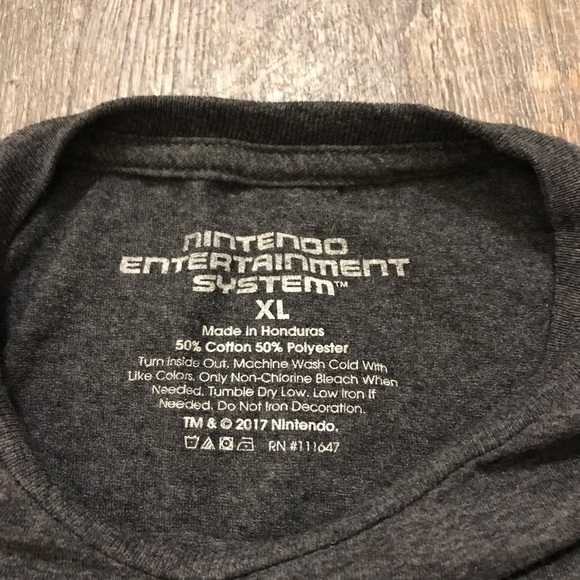 NINTENDO
ENTERTAINMENT
SYSTEM™
XL
Made in Honduras
50% Cotton 50% Polyester
Turn Inside Out. Machine Wash Cold With
Like Colors. Only Non-Chlorine Bleach When
Needed. Tumble Dry Low. Low Iron If
Needed. Do Not Iron Decoration.
TM & © 2017 Nintendo.
RN #111647